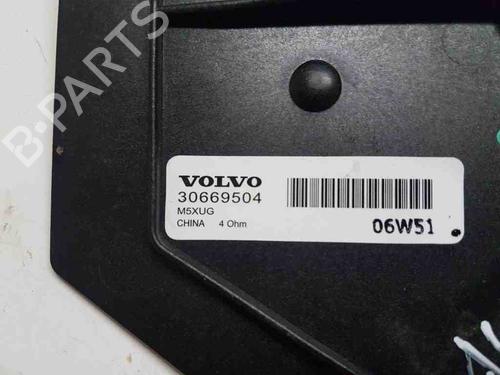 B-PARTS
VOLVO
30669504
M5XUG
CHINA 4 Ohm
06W51